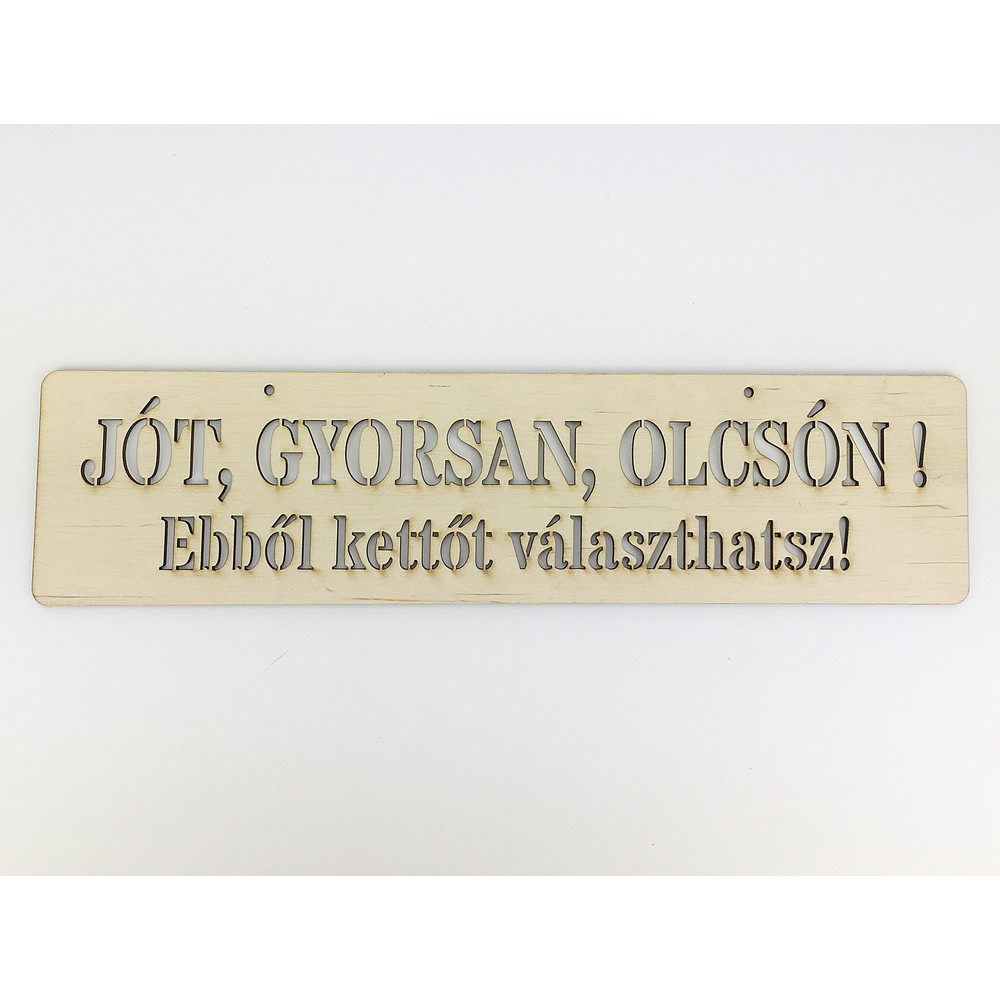 JÓT, GYORSAN, OLCSÓN !
Ebből kettőt választhatsz!